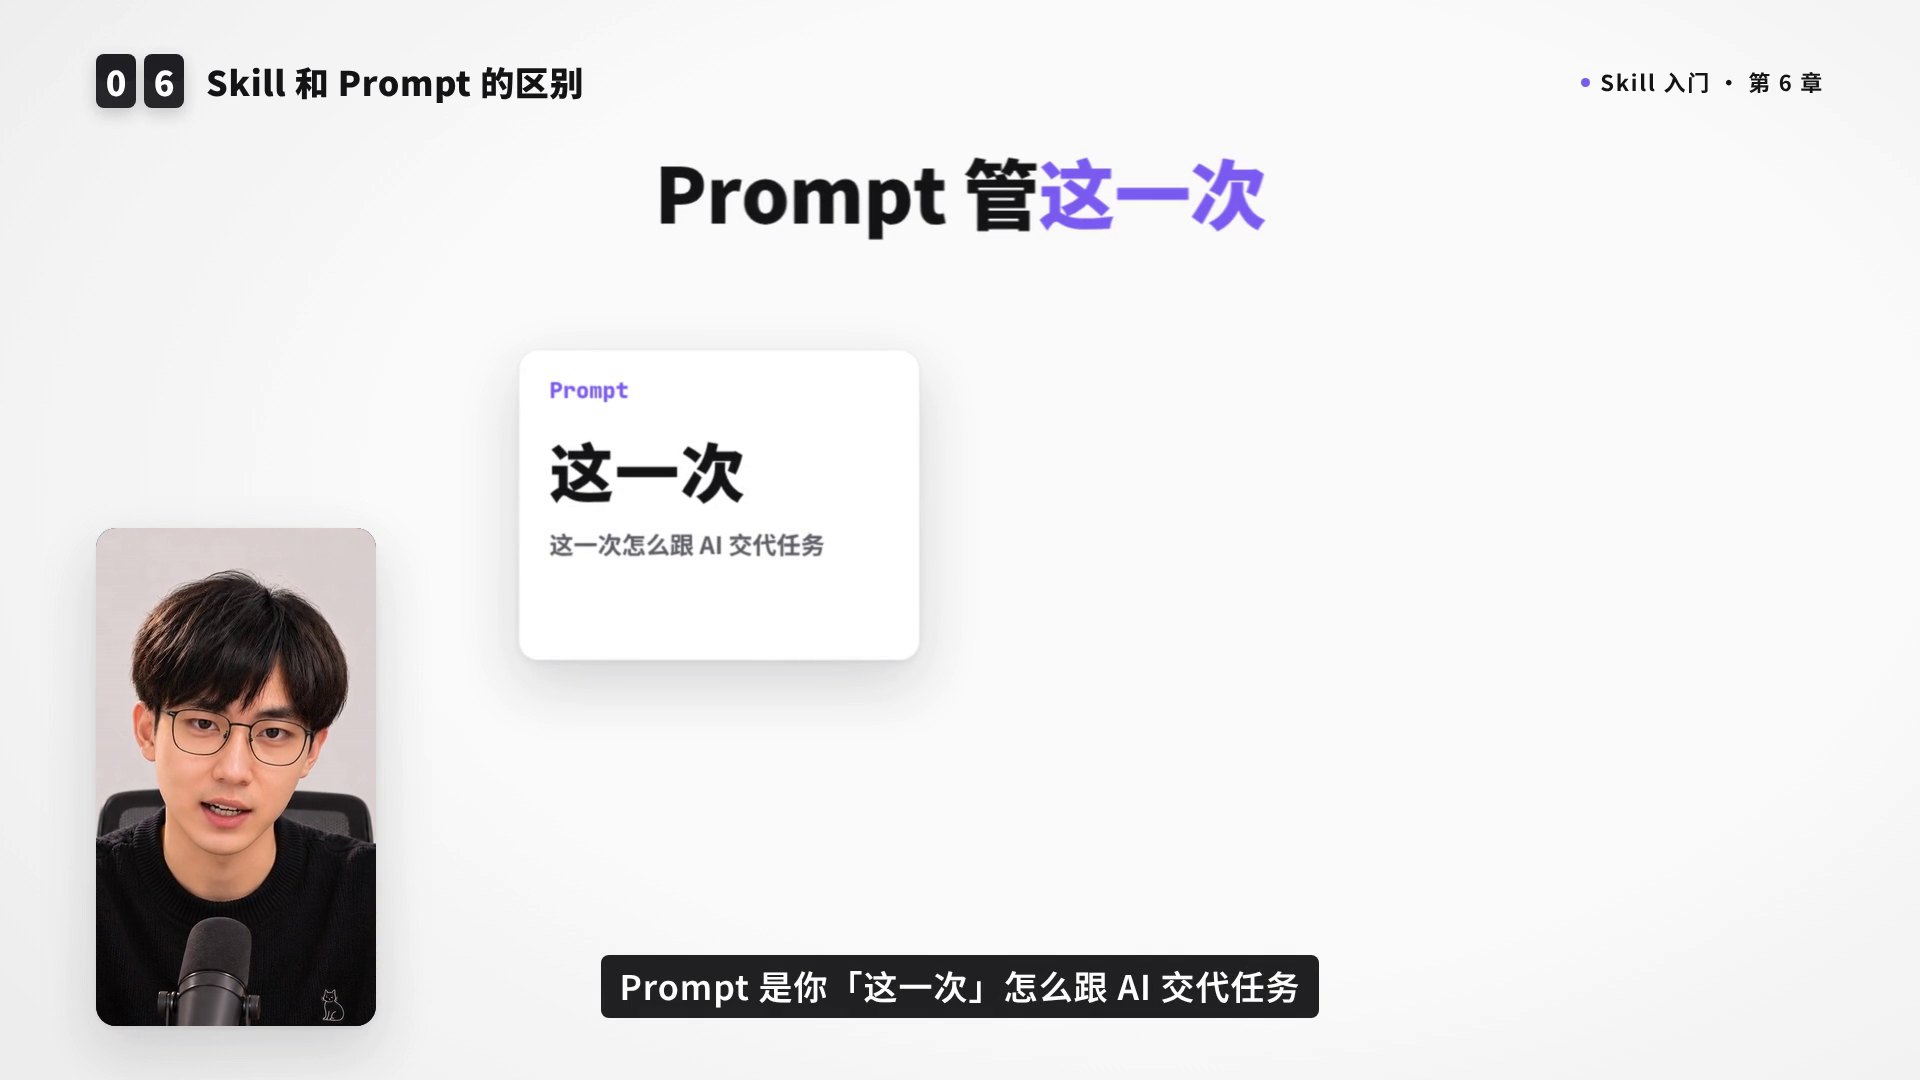 06 Skill 和 Prompt 的区别
Skill 入门 · 第 6 章
Prompt 管这一次
Prompt
这一次
这一次怎么跟 AI 交代任务
Prompt 是你「这一次」怎么跟 AI 交代任务